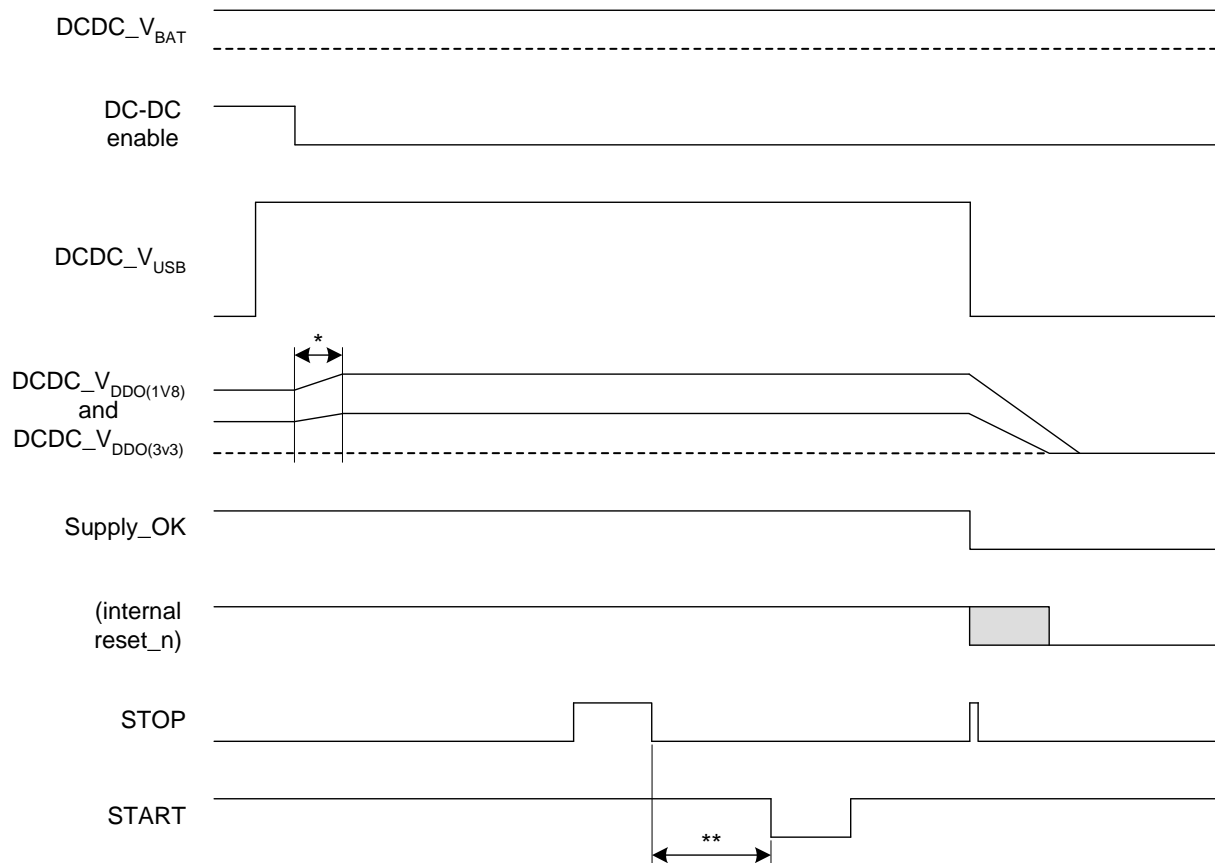 DCDC_VBAT
DC-DC
enable
DCDC_VUSB
*
DCDC_VDDO(1V8)
and
DCDC_VDDO(3v3)
Supply_OK
(internal
reset_n)
STOP
START
**